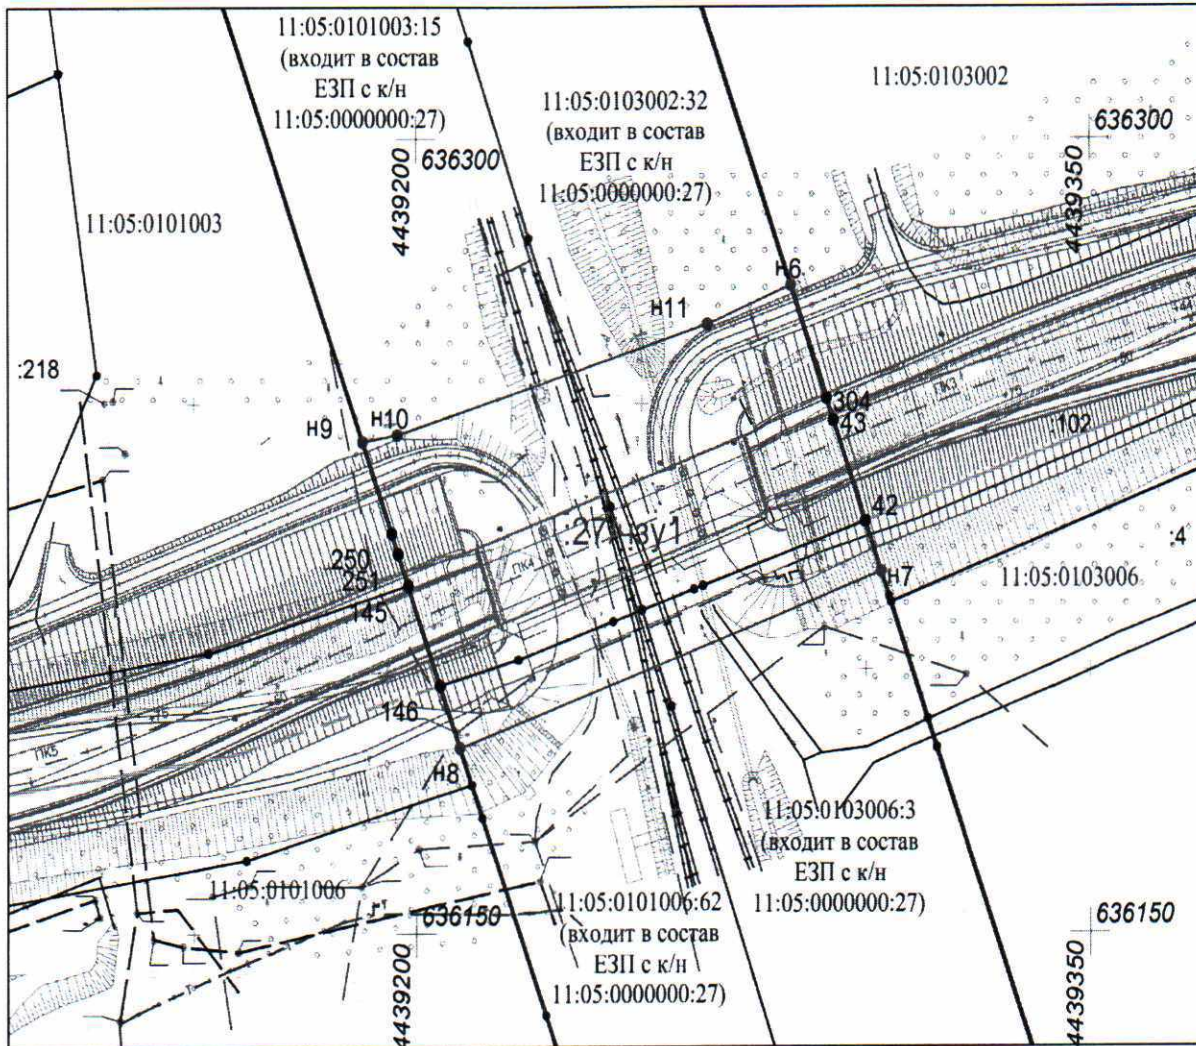 11:05:0101003:15
(входит в состав
ЕЗП с к/н
11:05:0000000:27)
11:05:0103002:32
(входит в состав
ЕЗП с к/н
11:05:0000000:27)
11:05:0103002
636300
4439200
636300
4439350
11:05:0101003
н6
н11
:218
н9
н10
304
43
:102
42
:27:зу1
250
251
145
ПК4
ПК3
:4
н7
11:05:0103006
146
ПК5
н8
11:05:0101006
636150
4439200
11:05:0101006:62
(входит в состав
ЕЗП с к/н
11:05:0000000:27)
11:05:0103006:3
(входит в состав
ЕЗП с к/н
11:05:0000000:27)
636150
4439350